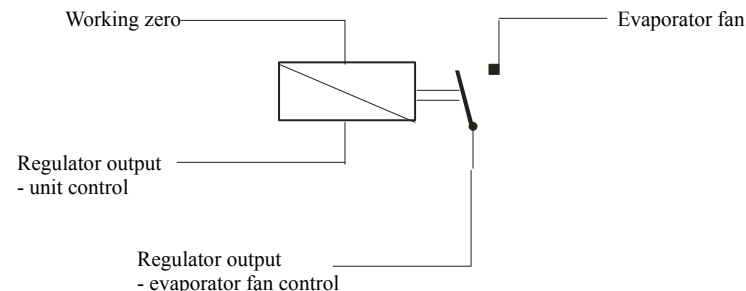 Working zero
Evaporator fan
Regulator output
- unit control
Regulator output
- evaporator fan control